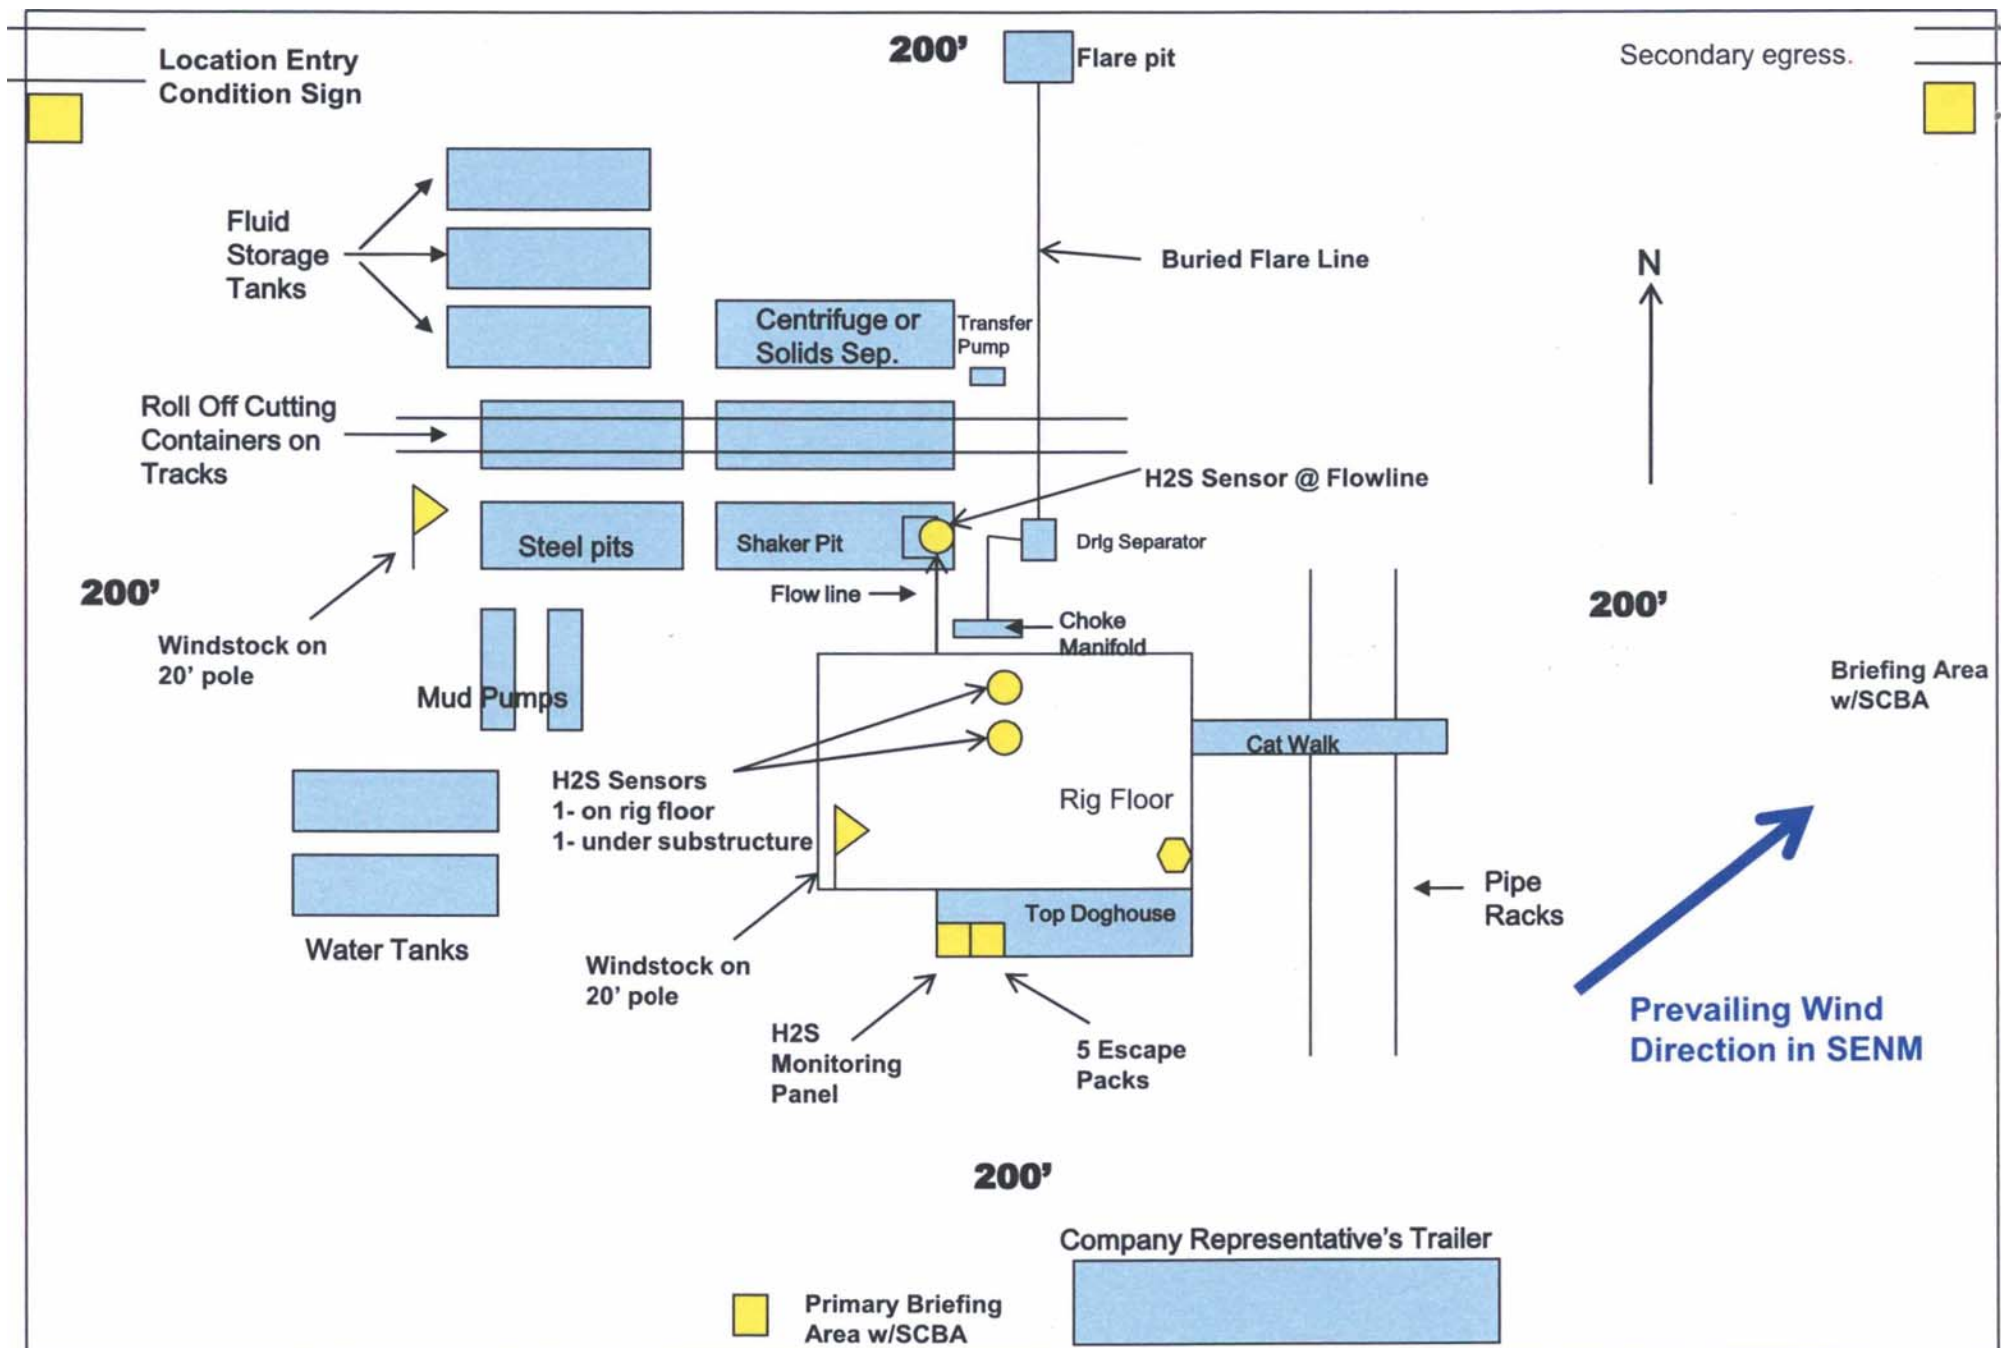 200'
Flare pit
Secondary egress.
Location Entry
Condition Sign
Fluid
Storage
Tanks
Buried Flare Line
N
Centrifuge or
Solids Sep.
Transfer
Pump
Roll Off Cutting
Containers on
Tracks
H2S Sensor @ Flowline
Steel pits
Shaker Pit
Drlg Separator
200'
Flow line
200'
Choke
Manifold
Windstock on
20' pole
Mud Pumps
Briefing Area
w/SCBA
Cat Walk
H2S Sensors
1- on rig floor
1- under substructure
Rig Floor
Pipe
Racks
Top Doghouse
Water Tanks
Windstock on
20' pole
Prevailing Wind
Direction in SENM
H2S
Monitoring
Panel
5 Escape
Packs
200'
Company Representative's Trailer
Primary Briefing
Area w/SCBA